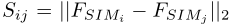 $S_{ij} = ||F_{SIM_i} - F_{SIM_j}||_2$